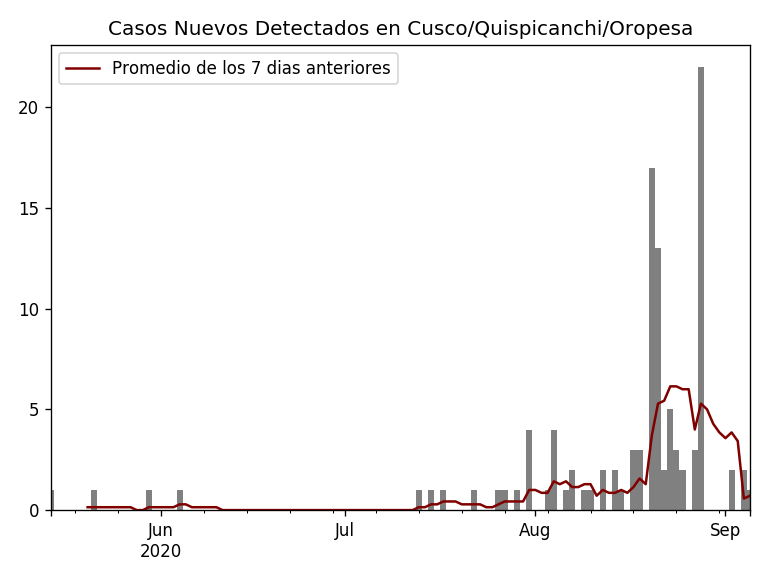 Casos Nuevos Detectados en Cusco/Quispicanchi/Oropesa
Promedio de los 7 dias anteriores
20
15
10
5
0
Jun
2020
Jul
Aug
Sep